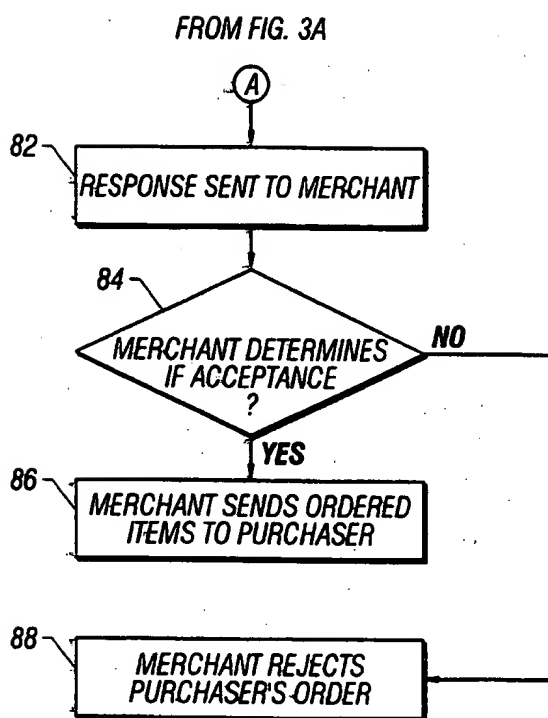 FROM FIG. 3A
A
82
RESPONSE SENT TO MERCHANT
84
MERCHANT DETERMINES
IF ACCEPTANCE
?
NO
YES
86
MERCHANT SENDS ORDERED
ITEMS TO PURCHASER
88
MERCHANT REJECTS
PURCHASER'S ORDER